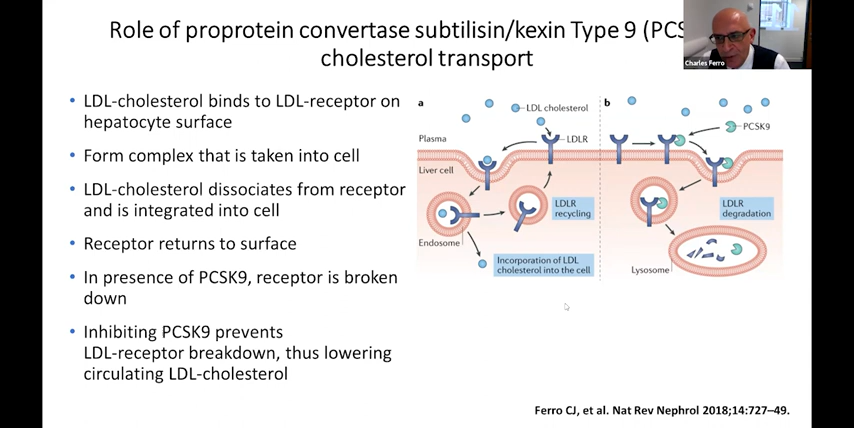 Role of proprotein convertase subtilisin/kexin Type 9 (PCS
cholesterol transport
Charles Ferro
• LDL-cholesterol binds to LDL-receptor on
hepatocyte surface
• Form complex that is taken into cell
• LDL-cholesterol dissociates from receptor
and is integrated into cell
• Receptor returns to surface
• In presence of PCSK9, receptor is broken
down
• Inhibiting PCSK9 prevents
LDL-receptor breakdown, thus lowering
circulating LDL-cholesterol
a
LDL cholesterol
Plasma
LDLR
Liver cell
LDLR
recycling
Endosome
Incorporation of LDL
cholesterol into the cell
b
PCSK9
LDLR
degradation
Lysosome
Ferro CJ, et al. Nat Rev Nephrol 2018;14:727–49.